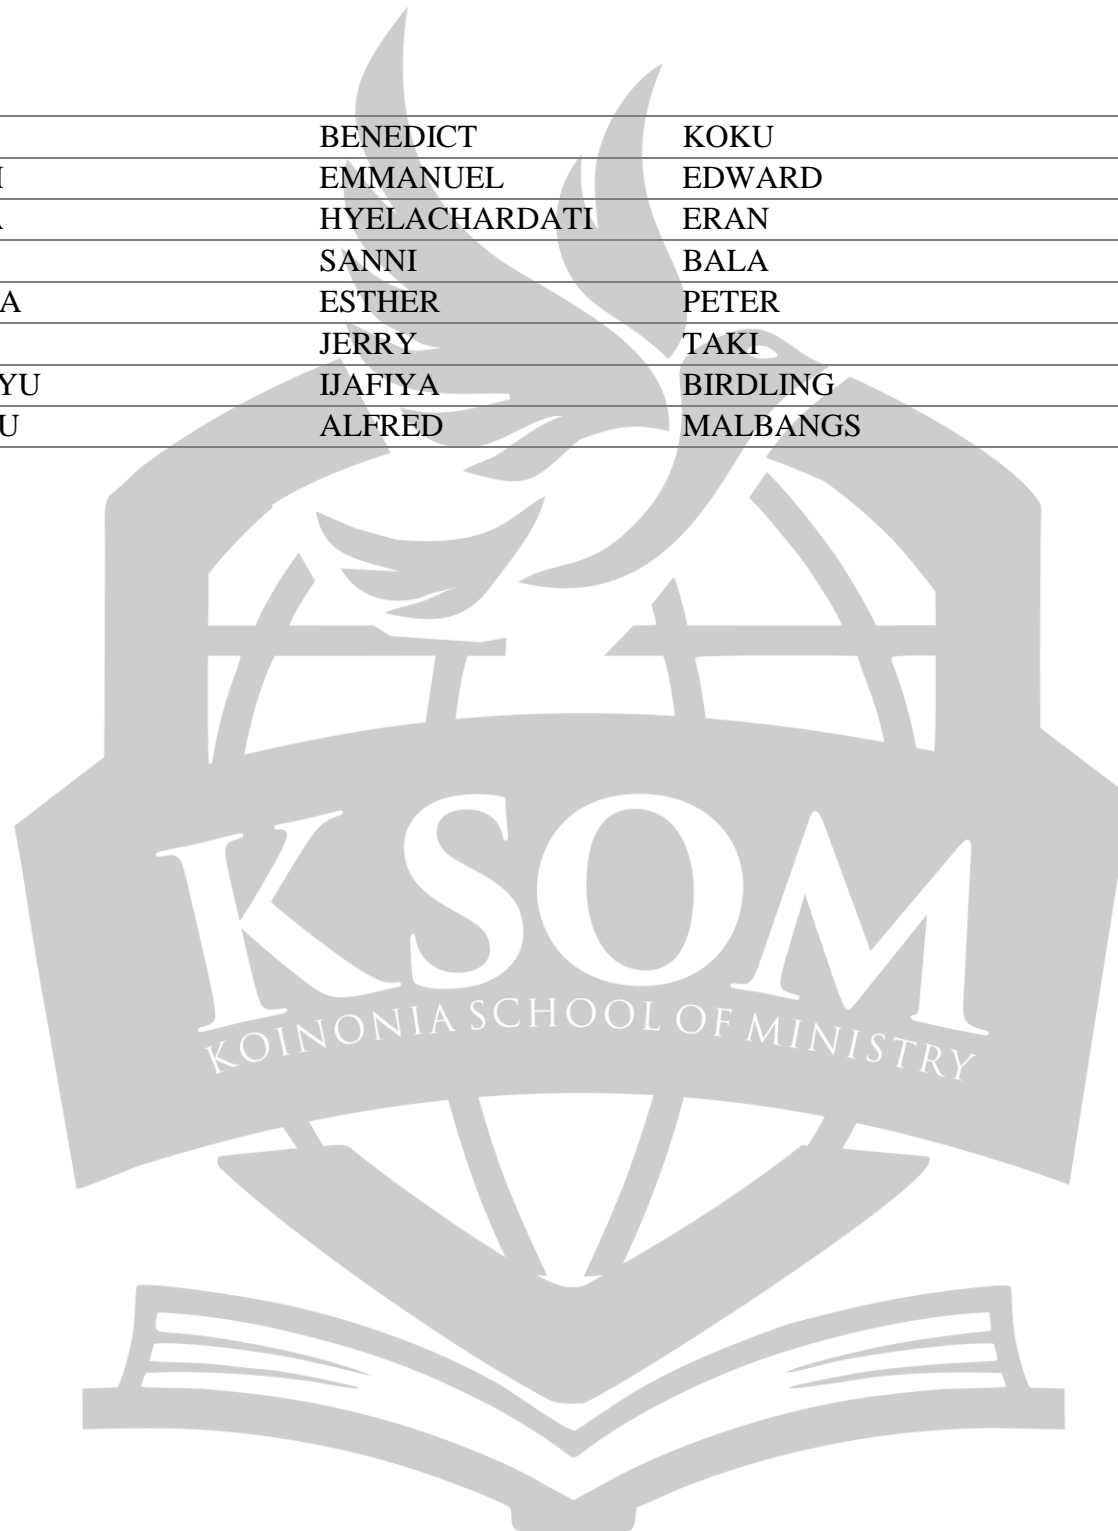 BENEDICT KOKU
I EMMANUEL EDWARD
A HYELACHARDATI ERAN
SANNI BALA
A ESTHER PETER
JERRY TAKI
YU IJAFIYA BIRDLING
U ALFRED MALBANGS
KSOM
KOINONIA SCHOOL OF MINISTRY